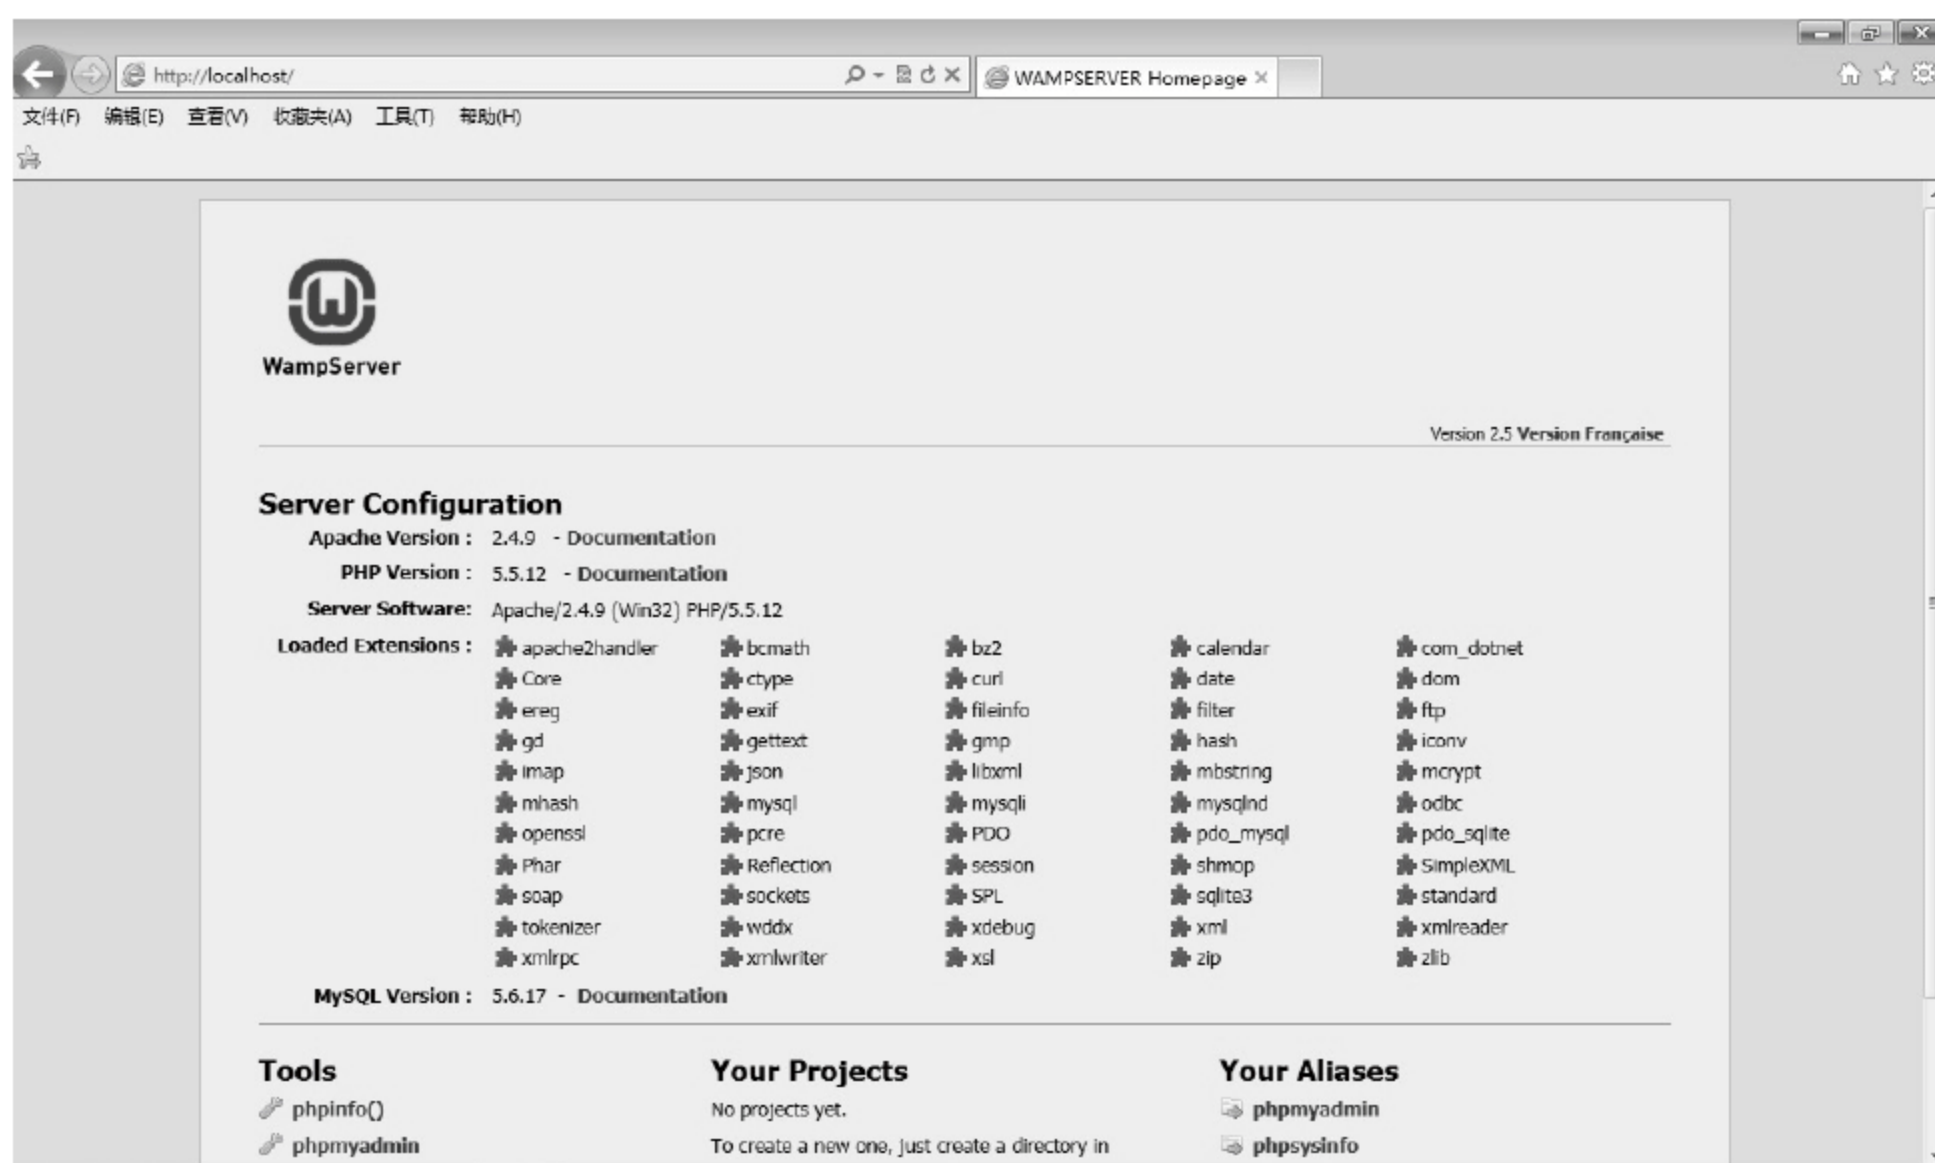 http://localhost/ WAMPSERVER Homepage
文件(F) 编辑(E) 查看(V) 收藏夹(A) 工具(T) 帮助(H)
WampServer
Version 2.5 Version Française
Server Configuration
Apache Version : 2.4.9 - Documentation
PHP Version : 5.5.12 - Documentation
Server Software: Apache/2.4.9 (Win32) PHP/5.5.12
Loaded Extensions : apache2handler bcmath bz2 calendar com_dotnet
Core ctype curl date dom
ereg exif fileinfo filter ftp
gd gettext gmp hash iconv
imap json libxml mbstring mcrypt
mhash mysql mysqli mysqlnd odbc
openssl pcre PDO pdo_mysql pdo_sqlite
Phar Reflection session shmop SimpleXML
soap sockets SPL sqlite3 standard
tokenizer wddx xdebug xml xmlreader
xmlrpc xmlwriter xsl zip zlib
MySQL Version : 5.6.17 - Documentation
Tools Your Projects Your Aliases
phpinfo() No projects yet. phpmyadmin
phpmyadmin To create a new one, just create a directory in phpsysinfo